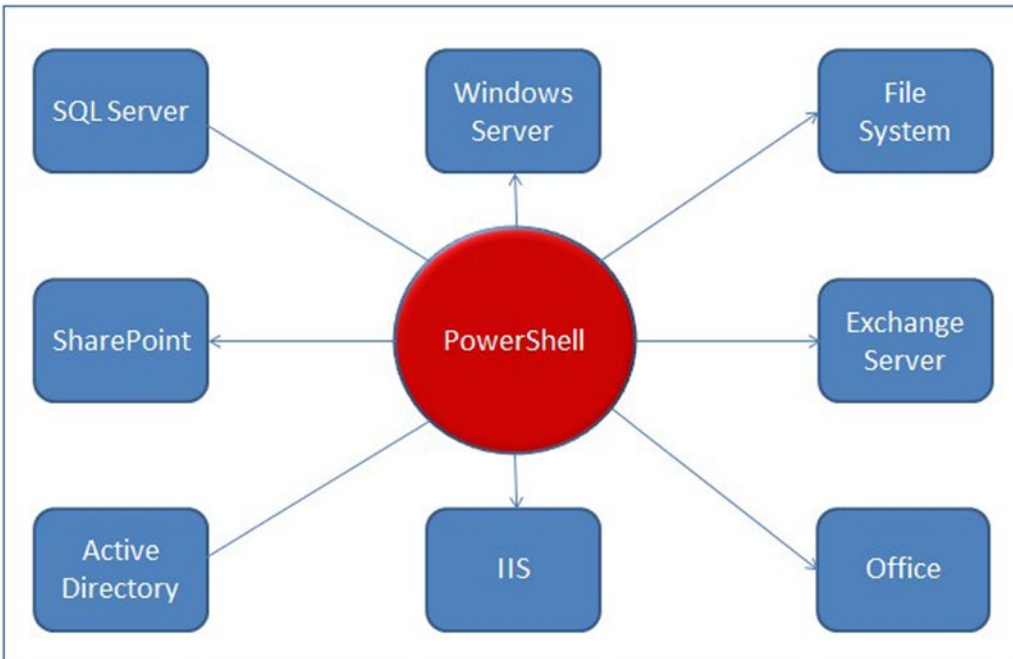 SQL Server
Windows
Server
File
System
SharePoint
PowerShell
Exchange
Server
Active
Directory
IIS
Office